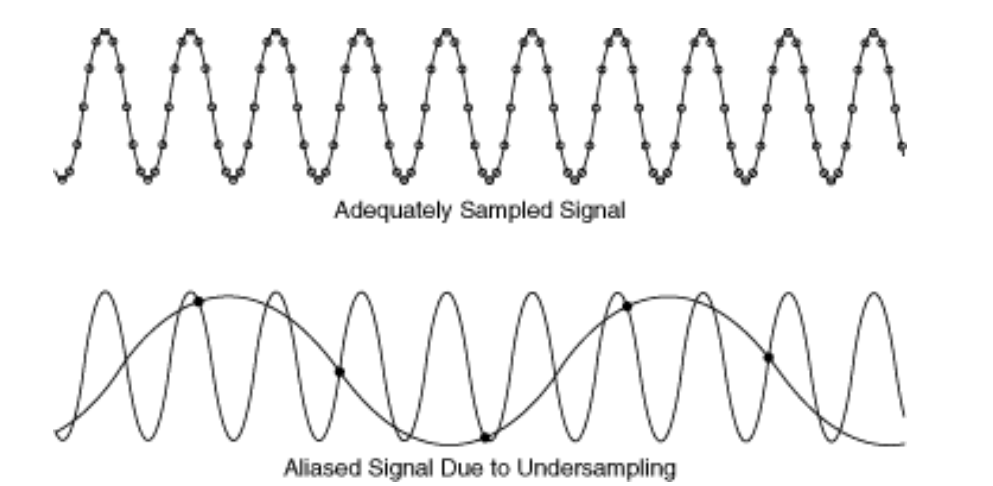 Adequately Sampled Signal
Aliased Signal Due to Undersampling